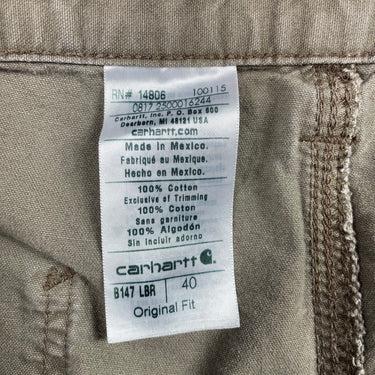 RN# 14806 100115
0817 2500016244
Carhartt, Inc. P.O. Box 600
Dearborn, MI 48121 USA
carhartt.com
Made in Mexico.
Fabriqué au Mexique.
Hecho en Mexico.
100% Cotton
Exclusive of Trimming
100% Coton
Sans garniture
100% Algodón
Sin incluir adorno
carhartt
B147 LBR 40
Original Fit